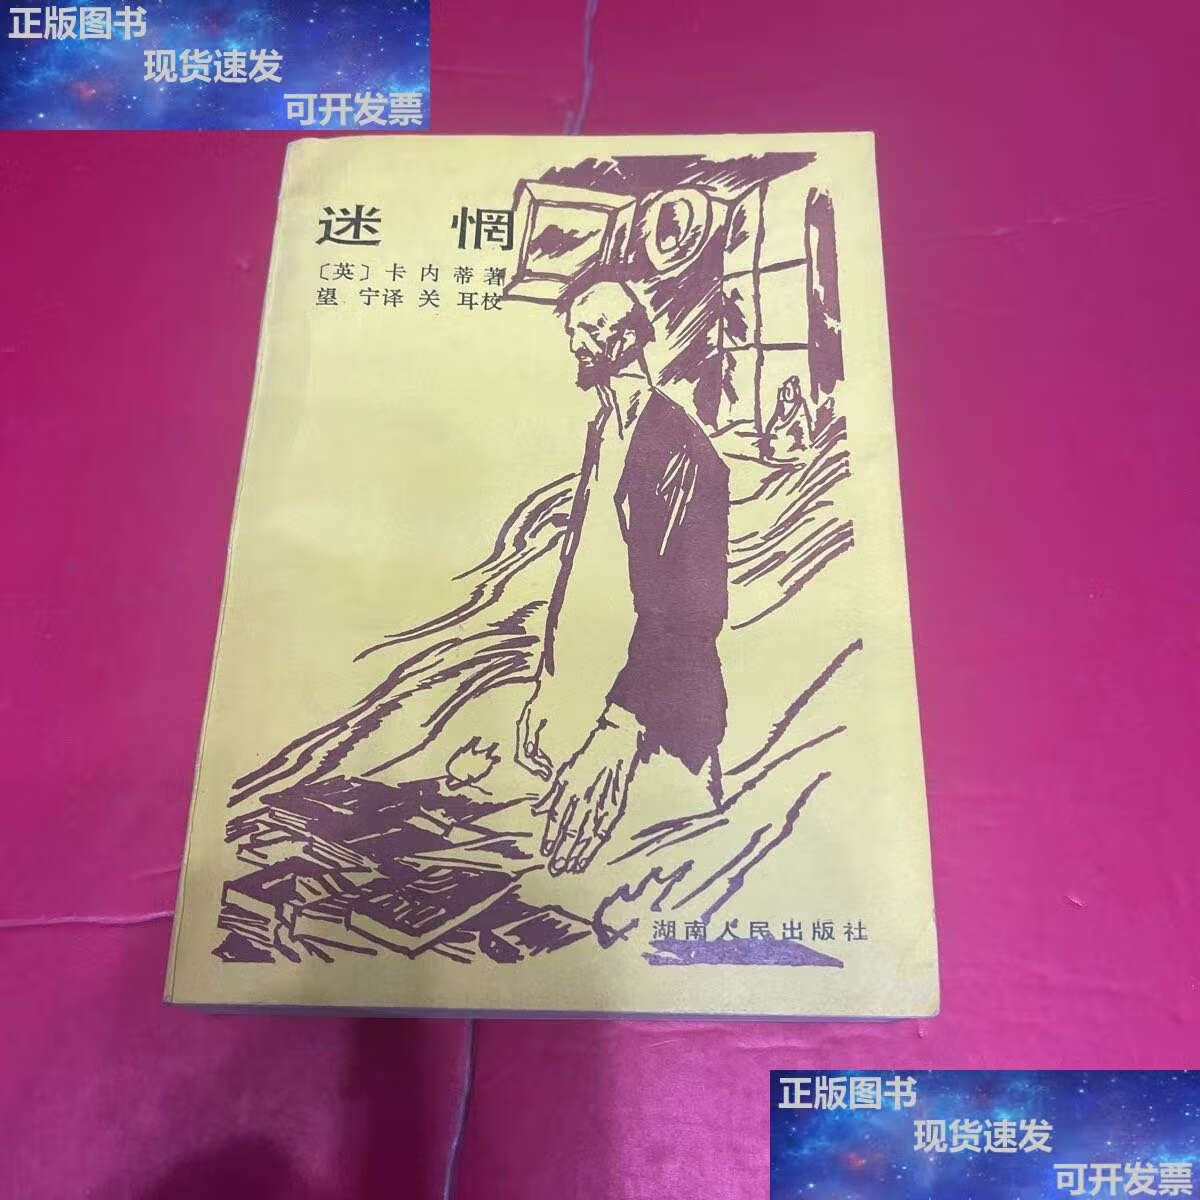 正版图书
现货速发
可开发票
迷惘
〔英〕卡内蒂著
望宁译 关耳校
湖南人民出版社
正版图书
现货速发
可开发票